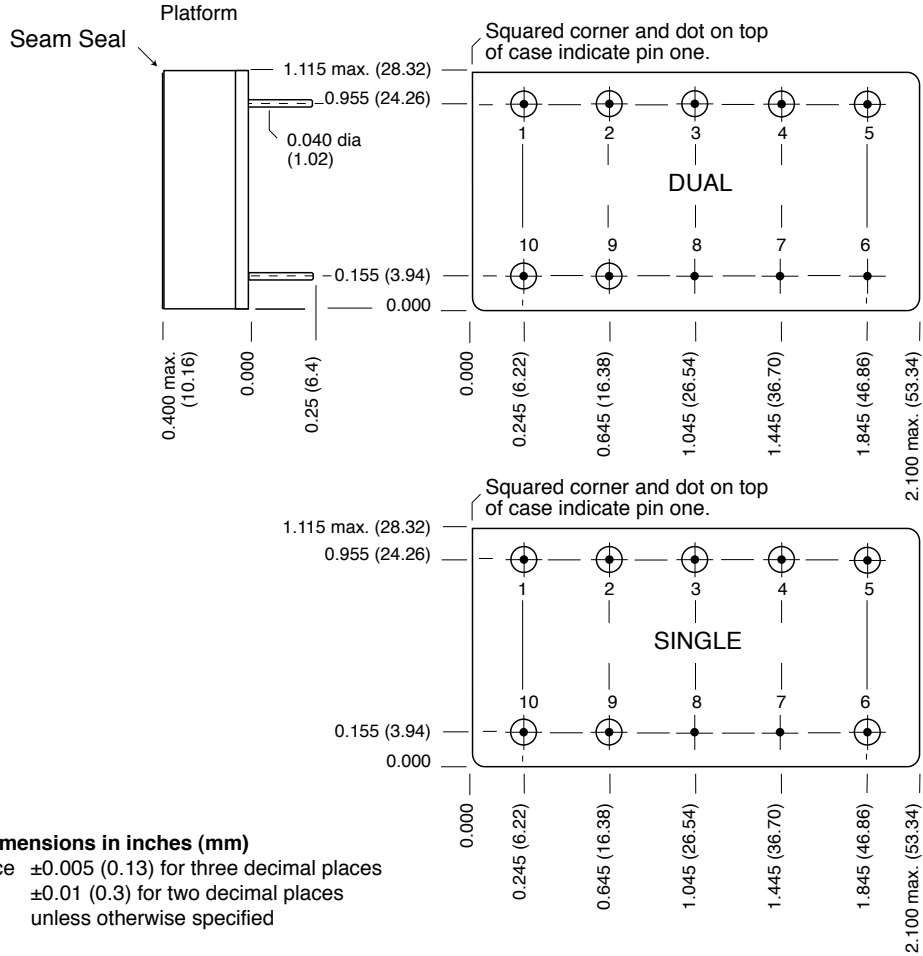 Platform
Seam Seal
Squared corner and dot on top
of case indicate pin one.
1.115 max. (28.32)
0.955 (24.26)
0.040 dia
(1.02)
0.155 (3.94)
0.000
0.400 max.
(10.16)
0.000
0.25 (6.4)
1
2
3
4
5
DUAL
10
9
8
7
6
0.000
0.245 (6.22)
0.645 (16.38)
1.045 (26.54)
1.445 (36.70)
1.845 (46.86)
2.100 max. (53.34)
Squared corner and dot on top
of case indicate pin one.
1.115 max. (28.32)
0.955 (24.26)
1
2
3
4
5
SINGLE
10
9
8
7
6
0.155 (3.94)
0.000
0.000
0.245 (6.22)
0.645 (16.38)
1.045 (26.54)
1.445 (36.70)
1.845 (46.86)
2.100 max. (53.34)
in inches (mm)
±0.005 (0.13) for three decimal places
±0.01 (0.3) for two decimal places
unless otherwise specified